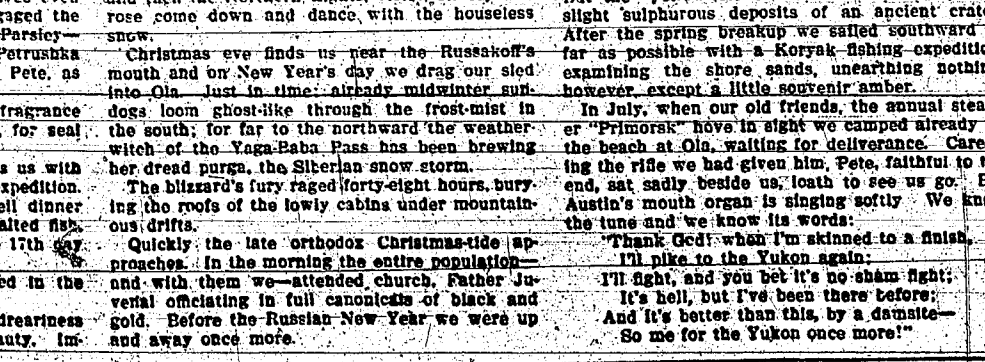 gaged the
Parsley—
Petrushka
Pete, as
fragrance
for seal
s us with
xpedition.
ell dinner
alted fish,
17th day
ed in the
dreariness
auty. Im-
rose come down and dance with the houseless
snow.
Christmas eve finds us near the Russakoff's
mouth and on New Year's day we drag our sled
into Ola. Just in time; already midwinter sun-
dogs loom ghost-like through the frost-mist in
the south; for far to the northward the weather-
witch of the Yaga-Baba Pass has been brewing
her dread purga, the Siberian snow storm.
The blizzard's fury raged forty-eight hours, bury-
ing the roofs of the lowly cabins under mountain-
ous drifts.
Quickly the late orthodox Christmas-tide ap-
proaches. In the morning the entire population—
and with them we—attended church, Father Ju-
venal officiating in full canonicals of black and
gold. Before the Russian New Year we were up
and away once more.
slight sulphurous deposits of an ancient crat
After the spring breakup we sailed southward
far as possible with a Koryak fishing expeditio
examining the shore sands, unearthing nothin
however, except a little souvenir amber.
In July, when our old friends, the annual stea
er "Primorsk" hove in sight we camped already
the beach at Ola, waiting for deliverance. Care
ing the rifle we had given him, Pete, faithful to t
end, sat sadly beside us, loath to see us go.
Austin's mouth organ is singing softly We kn
the tune and we know its words:
"Thank God! when I'm skinned to a finish,
I'll pike to the Yukon again;
I'll fight, and you bet it's no sham fight;
It's hell, but I've been there before;
And it's better than this, by a damsite—
So me for the Yukon once more!"